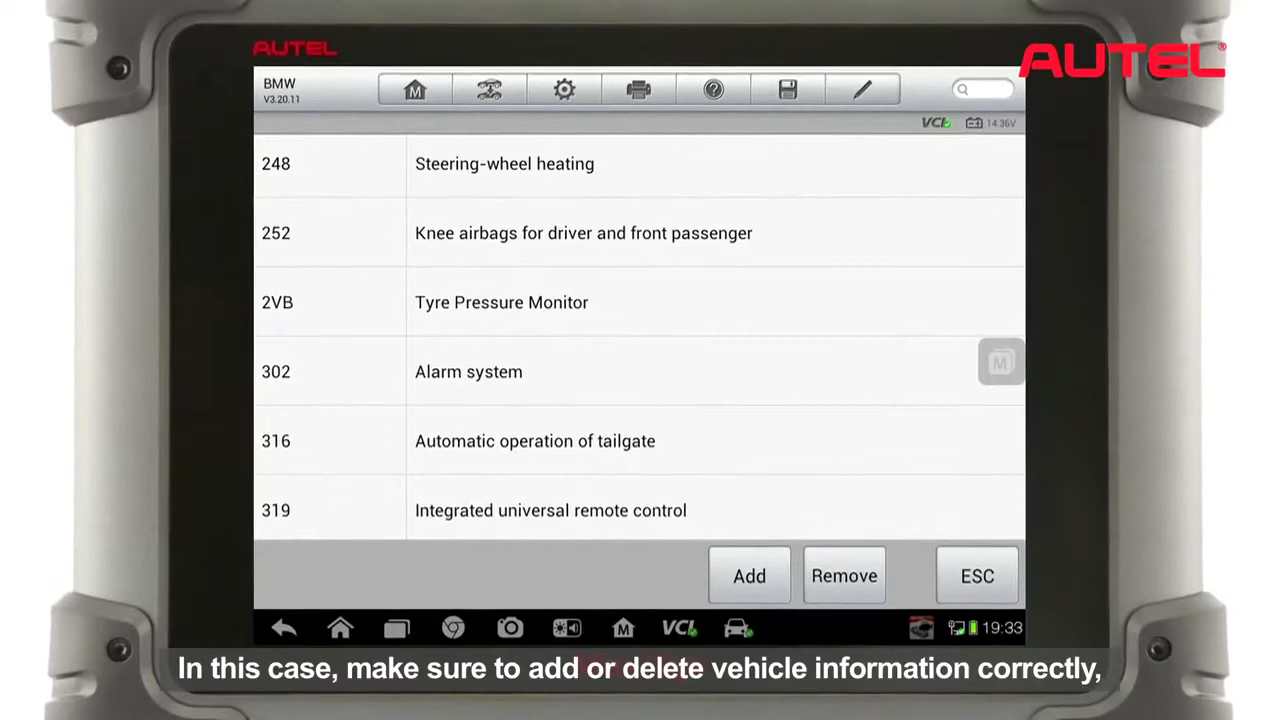 AUTEL
AUTEL®
BMW
V3.20.11
M
?
VCI
14.36V
248 Steering-wheel heating
252 Knee airbags for driver and front passenger
2VB Tyre Pressure Monitor
302 Alarm system
M
316 Automatic operation of tailgate
319 Integrated universal remote control
Add Remove ESC
M
VCI
19:33
In this case, make sure to add or delete vehicle information correctly,